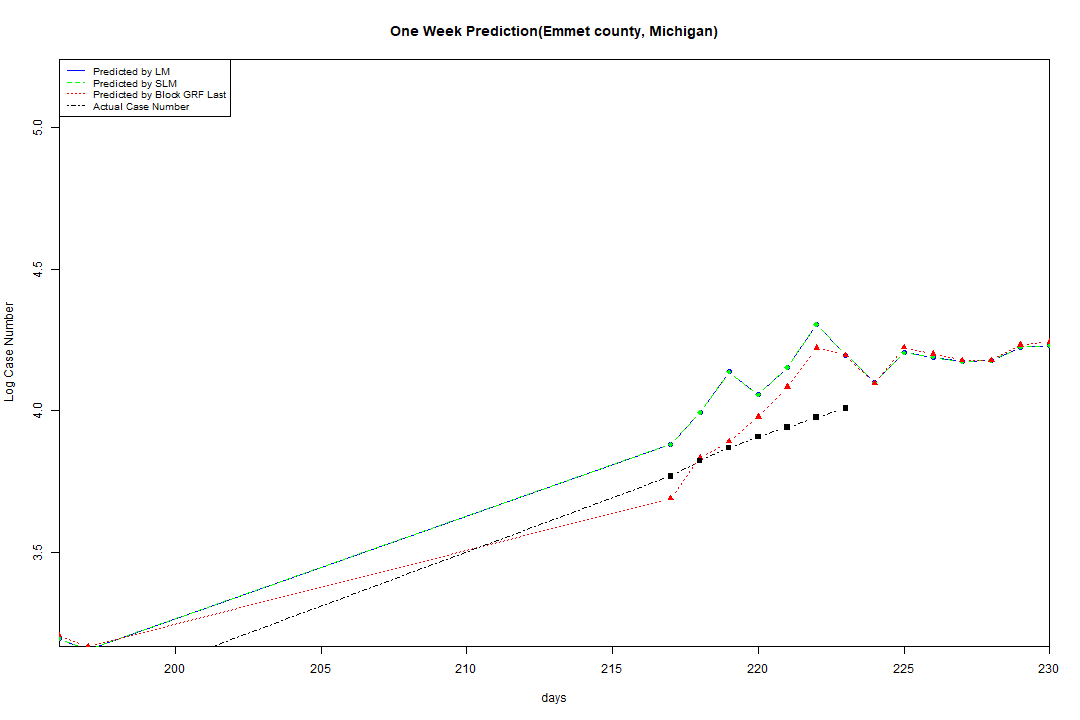 One Week Prediction(Emmet county, Michigan)
Predicted by LM
Predicted by SLM
Predicted by Block GRF Last
Actual Case Number
5.0
4.5
4.0
3.5
Log Case Number
200 205 210 215 220 225 230
days